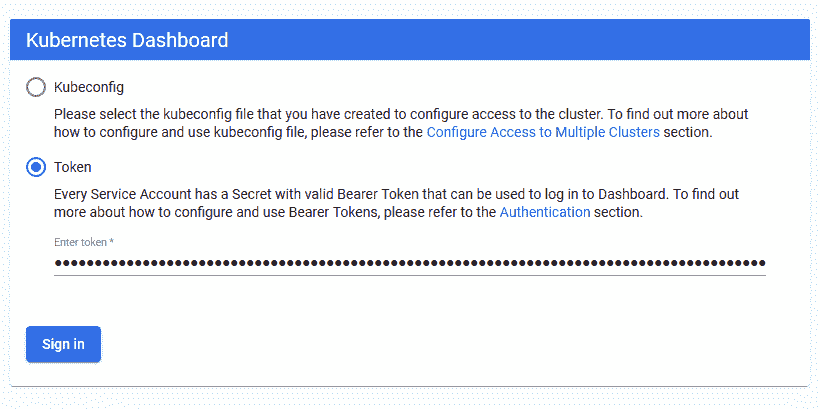 Kubernetes Dashboard
Kubeconfig
Please select the kubeconfig file that you have created to configure access to the cluster. To find out more about
how to configure and use kubeconfig file, please refer to the Configure Access to Multiple Clusters section.
Token
Every Service Account has a Secret with valid Bearer Token that can be used to log in to Dashboard. To find out
more about how to configure and use Bearer Tokens, please refer to the Authentication section.
Enter token *
Sign in